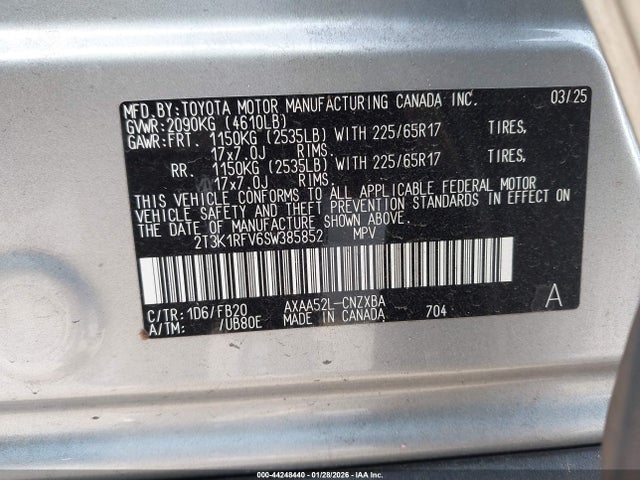 MFD.BY:TOYOTA MOTOR MANUFACTURING CANADA INC. 03/25
GVWR:2090KG (4610LB)
GAWR:FRT. 1150KG (2535LB) WITH 225/65R17 TIRES,
17x7.0J RIMS.
RR. 1150KG (2535LB) WITH 225/65R17 TIRES,
17x7.0J RIMS.
THIS VEHICLE CONFORMS TO ALL APPLICABLE FEDERAL MOTOR
VEHICLE SAFETY AND THEFT PREVENTION STANDARDS IN EFFECT ON
THE DATE OF MANUFACTURE SHOWN ABOVE.
2T3K1RFV6SW385852 MPV
C/TR:1D6/FB20 AXAA52L-CNZXBA A
A/TM: /UB80E MADE IN CANADA 704
000-44248440 - 01/28/2026 - IAA Inc.